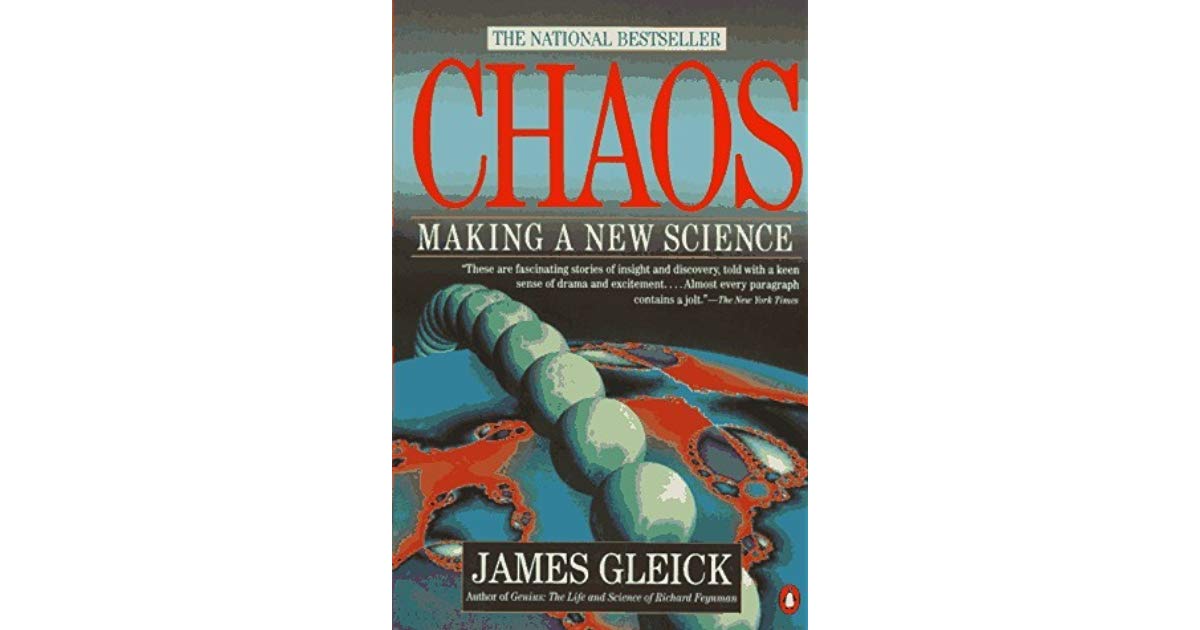 THE NATIONAL BESTSELLER
CHAOS
MAKING A NEW SCIENCE
"These are fascinating stories of insight and discovery, told with a keen
sense of drama and excitement. . . . Almost every paragraph
contains a jolt."—The New York Times
JAMES GLEICK
Author of Genius: The Life and Science of Richard Feynman